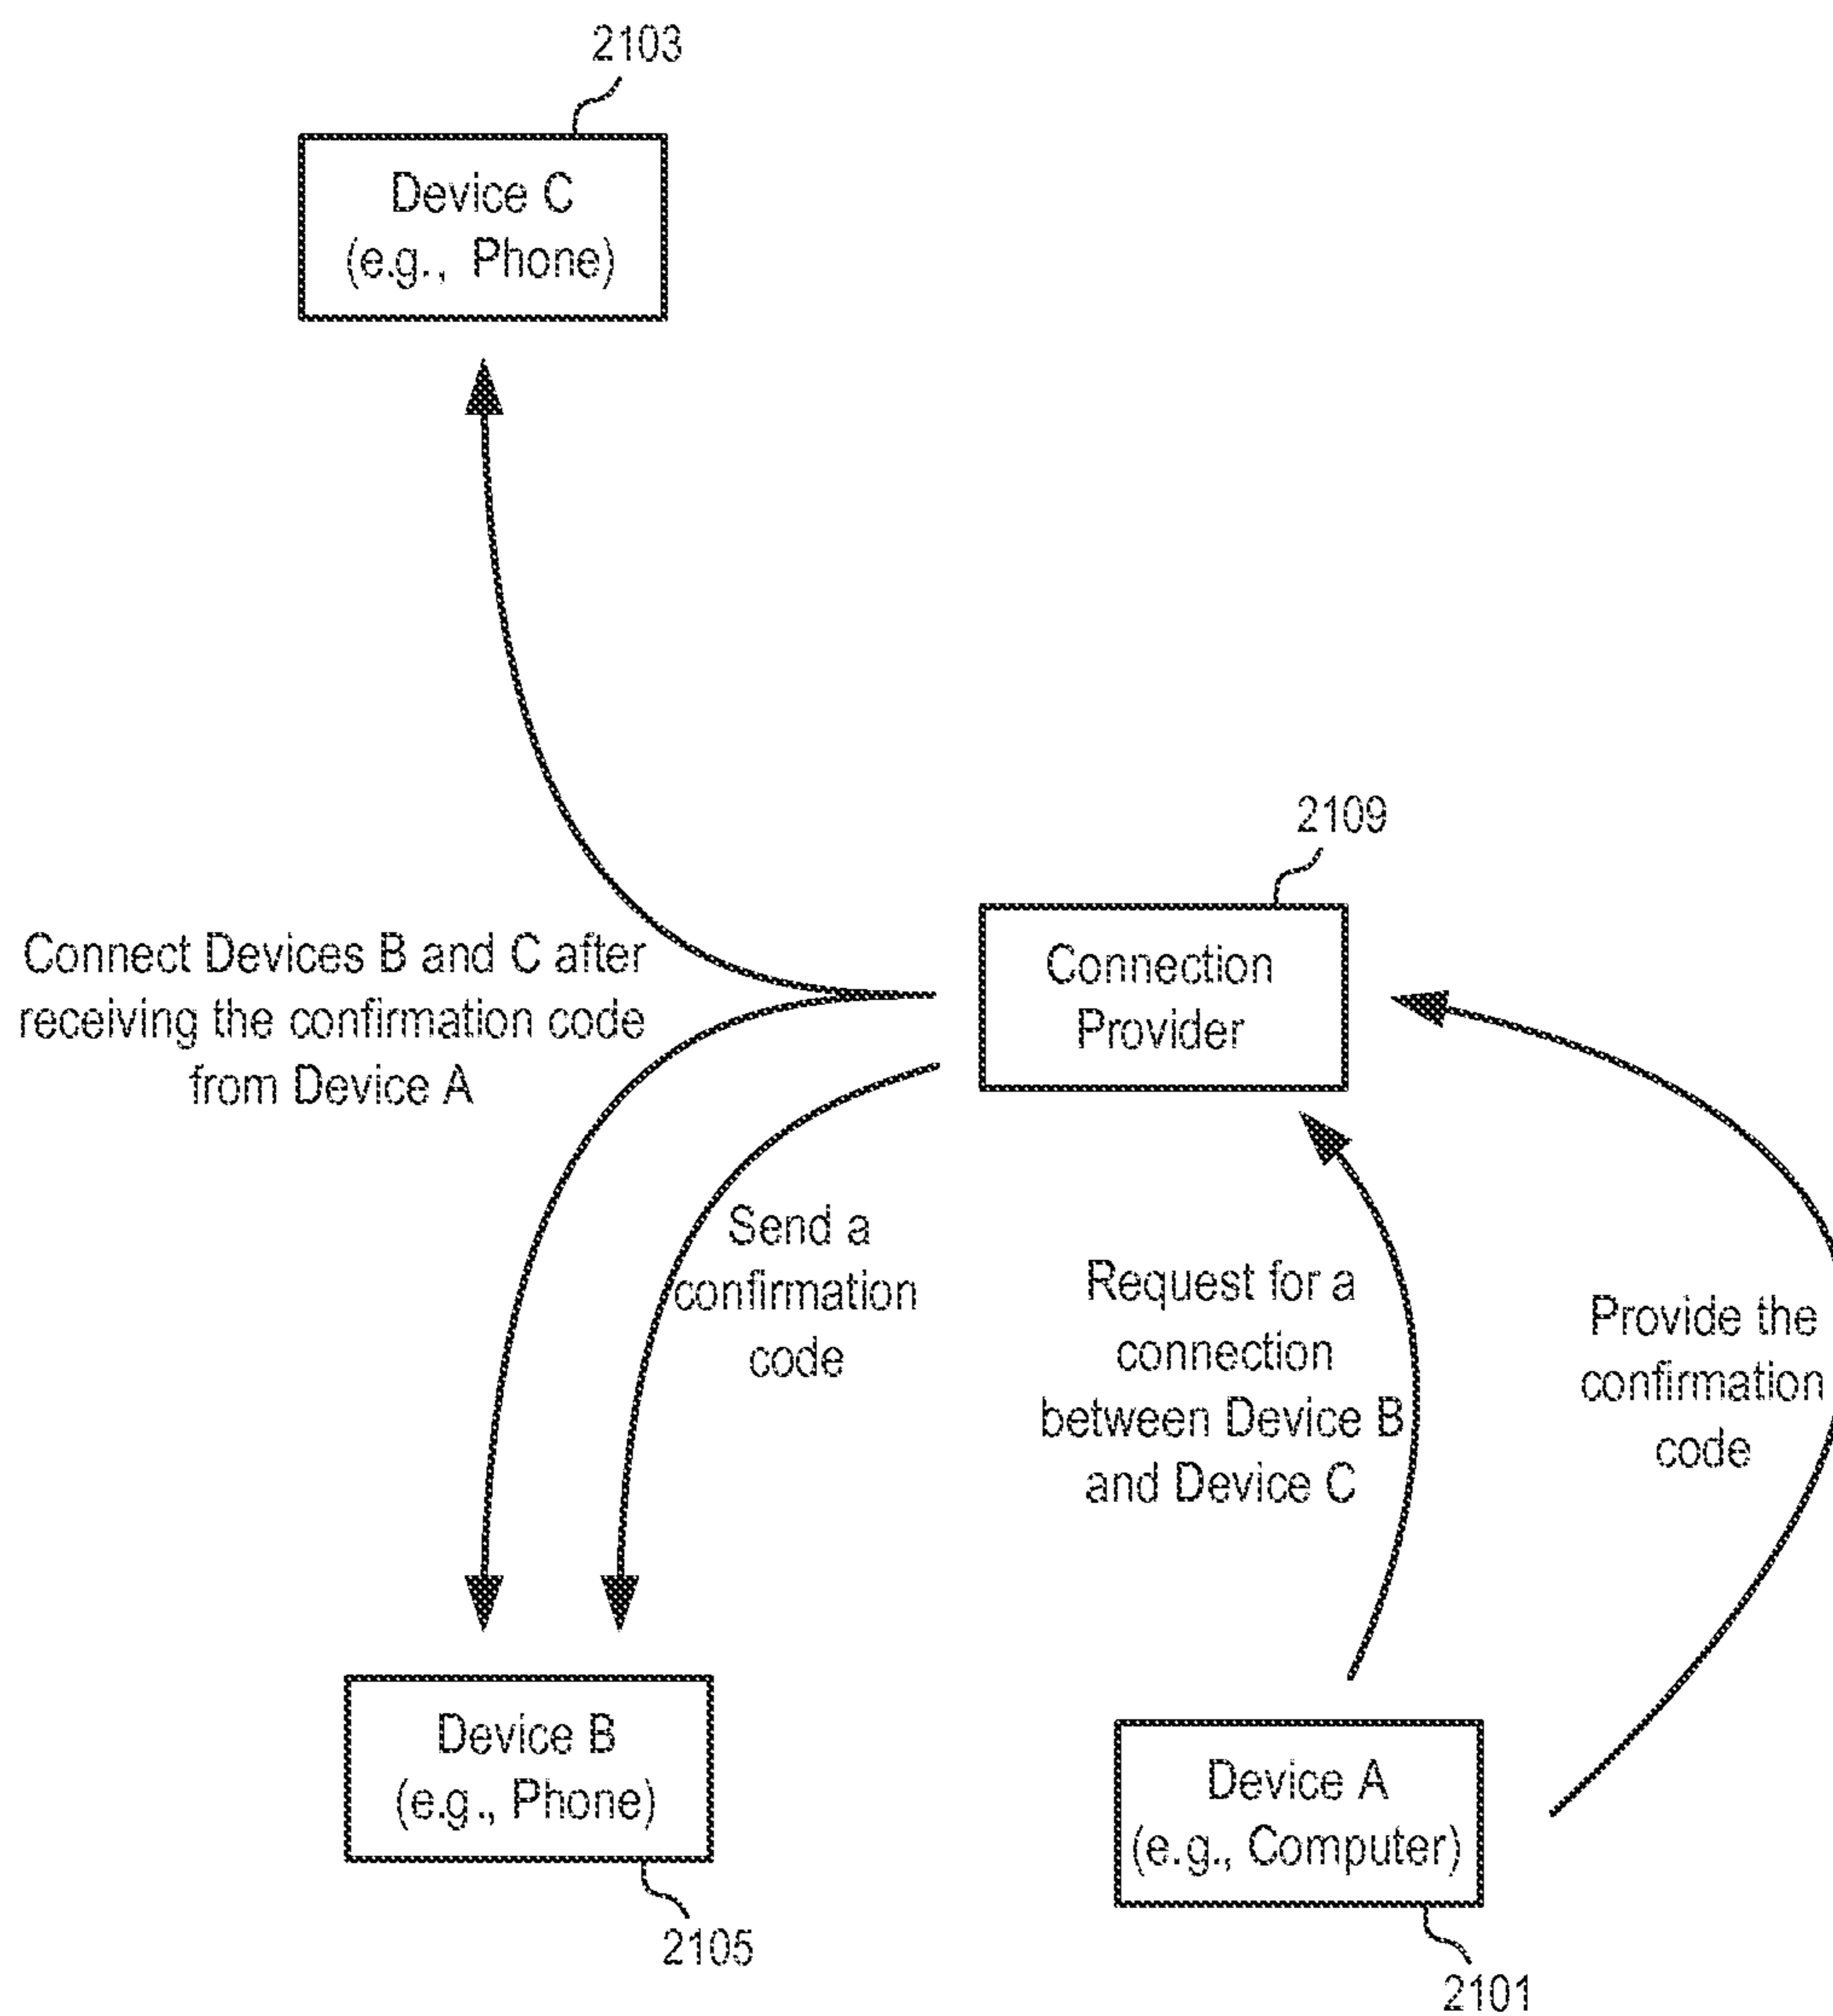 2103
Device C
(e.g., Phone)
2109
Connection
Provider
Connect Devices B and C after
receiving the confirmation code
from Device A
Send a
confirmation
code
Request for a
connection
between Device B
and Device C
Provide the
confirmation
code
Device B
(e.g., Phone)
2105
Device A
(e.g., Computer)
2101